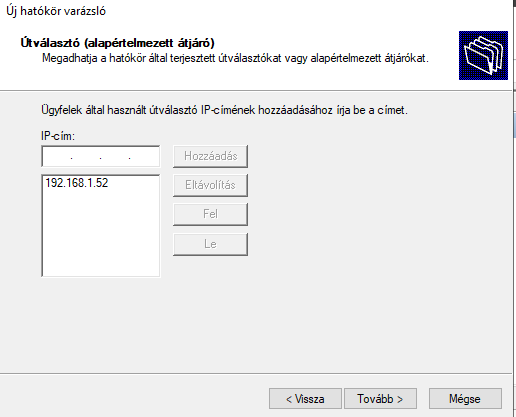 Új hatókör varázsló
Útválasztó (alapértelmezett átjáró)
Megadhatja a hatókör által terjesztett útválasztókat vagy alapértelmezett átjárókat.
Ügyfelek által használt útválasztó IP-címének hozzáadásához írja be a címet.
IP-cím:
. . .
Hozzáadás
192.168.1.52
Eltávolítás
Fel
Le
< Vissza
Tovább >
Mégse